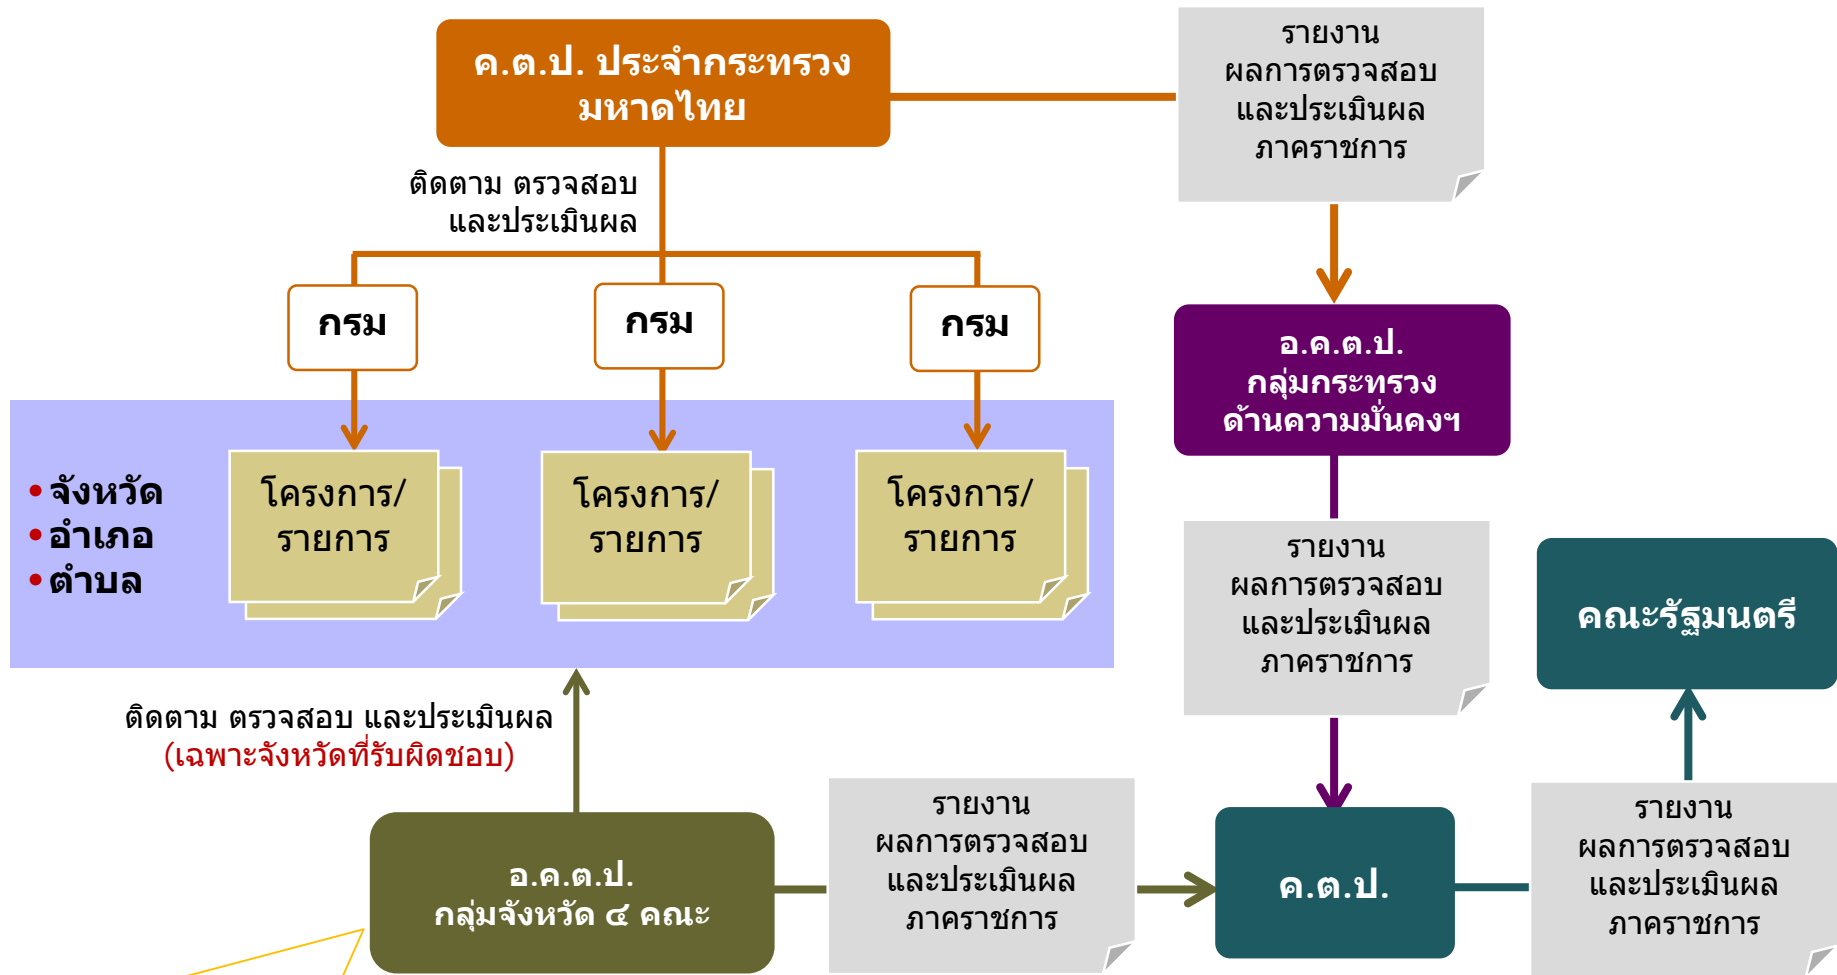 ค.ต.ป. ประจำกระทรวง
มหาดไทย
รายงาน
ผลการตรวจสอบ
และประเมินผล
ภาคราชการ
ติดตาม ตรวจสอบ
และประเมินผล
กรม
กรม
กรม
อ.ค.ต.ป.
กลุ่มกระทรวง
ด้านความมั่นคงฯ
•จังหวัด
•อำเภอ
•ตำบล
โครงการ/
รายการ
โครงการ/
รายการ
โครงการ/
รายการ
รายงาน
ผลการตรวจสอบ
และประเมินผล
ภาคราชการ
คณะรัฐมนตรี
ติดตาม ตรวจสอบ และประเมินผล
(เฉพาะจังหวัดที่รับผิดชอบ)
อ.ค.ต.ป.
กลุ่มจังหวัด ๔ คณะ
รายงาน
ผลการตรวจสอบ
และประเมินผล
ภาคราชการ
ค.ต.ป.
รายงาน
ผลการตรวจสอบ
และประเมินผล
ภาคราชการ